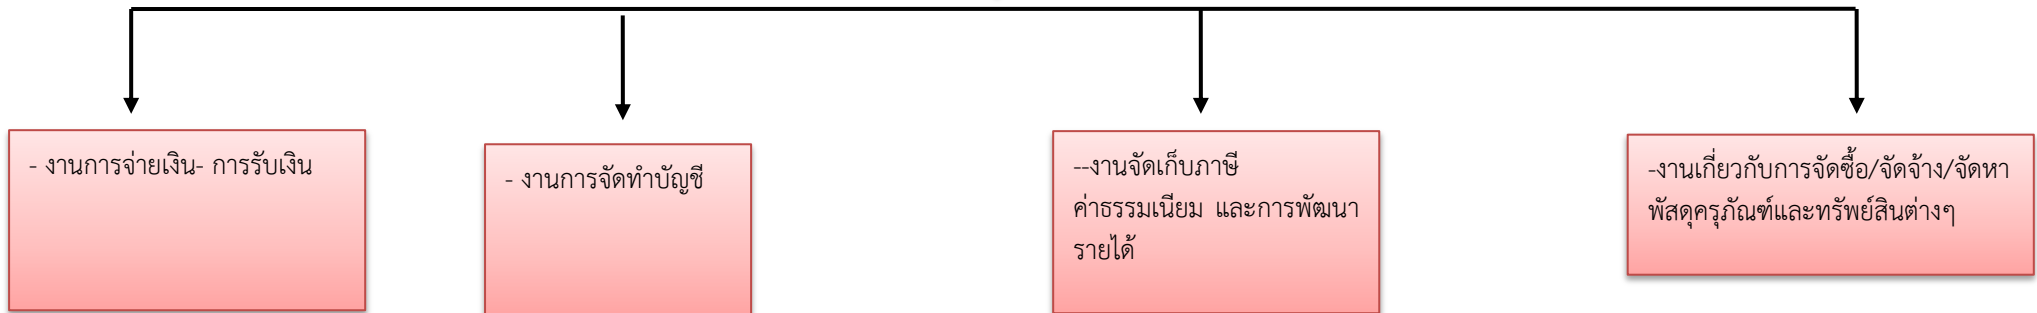 - งานการจ่ายเงิน- การรับเงิน
- งานการจัดทำบัญชี
--งานจัดเก็บภาษี
ค่าธรรมเนียม และการพัฒนา
รายได้
-งานเกี่ยวกับการจัดซื้อ/จัดจ้าง/จัดหา
พัสดุครุภัณฑ์และทรัพย์สินต่างๆ